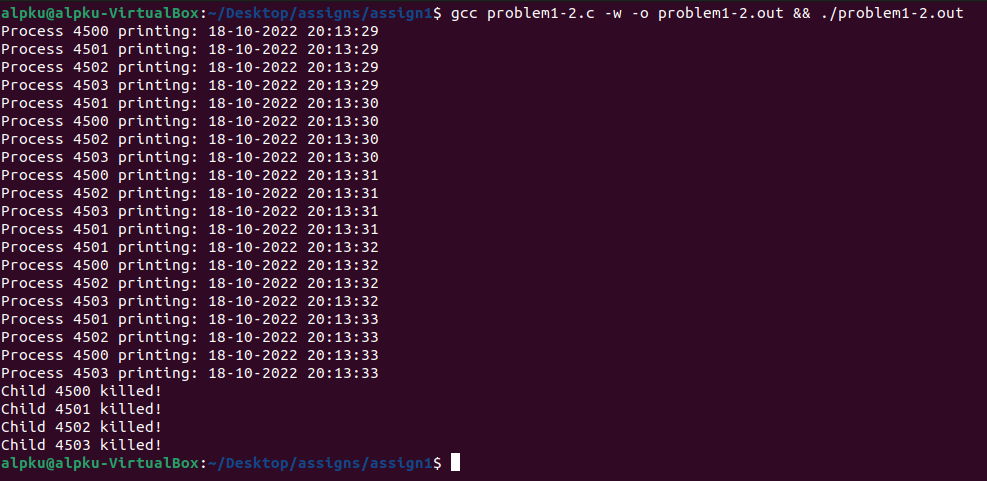 alpku@alpku-VirtualBox:~/Desktop/assigns/assign1$ gcc problem1-2.c -w -o problem1-2.out && ./problem1-2.out
Process 4500 printing: 18-10-2022 20:13:29
Process 4501 printing: 18-10-2022 20:13:29
Process 4502 printing: 18-10-2022 20:13:29
Process 4503 printing: 18-10-2022 20:13:29
Process 4501 printing: 18-10-2022 20:13:30
Process 4500 printing: 18-10-2022 20:13:30
Process 4502 printing: 18-10-2022 20:13:30
Process 4503 printing: 18-10-2022 20:13:30
Process 4500 printing: 18-10-2022 20:13:31
Process 4502 printing: 18-10-2022 20:13:31
Process 4503 printing: 18-10-2022 20:13:31
Process 4501 printing: 18-10-2022 20:13:31
Process 4501 printing: 18-10-2022 20:13:32
Process 4500 printing: 18-10-2022 20:13:32
Process 4502 printing: 18-10-2022 20:13:32
Process 4503 printing: 18-10-2022 20:13:32
Process 4501 printing: 18-10-2022 20:13:33
Process 4502 printing: 18-10-2022 20:13:33
Process 4500 printing: 18-10-2022 20:13:33
Process 4503 printing: 18-10-2022 20:13:33
Child 4500 killed!
Child 4501 killed!
Child 4502 killed!
Child 4503 killed!
alpku@alpku-VirtualBox:~/Desktop/assigns/assign1$